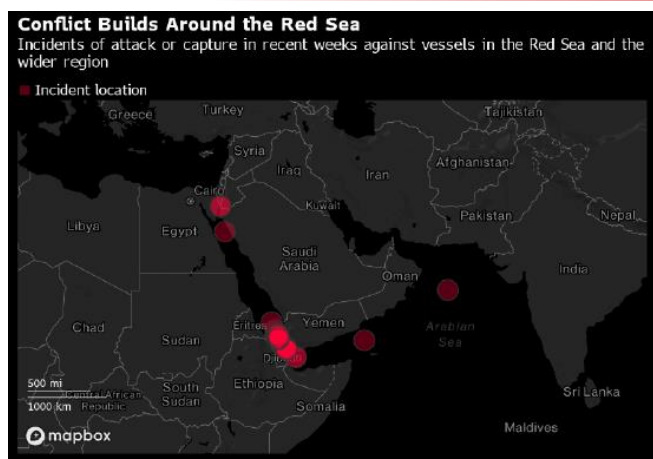 Conflict Builds Around the Red Sea
Incidents of attack or capture in recent weeks against vessels in the Red Sea and the
wider region
Incident location
Turkey
Greece
Tajikistan
Syria
Afghanistan
Iraq
Iran
Cairo
Kuwait
Pakistan
Nepal
Libya
Egypt
Saudi
Arabia
India
Oman
Eritrea
Yemen
Chad
Sudan
Arabian
Sea
500 mi
South
Sudan
Ethiopia
Central African
Republic
1000 km
Somalia
Sri Lanka
Maldives
mapbox